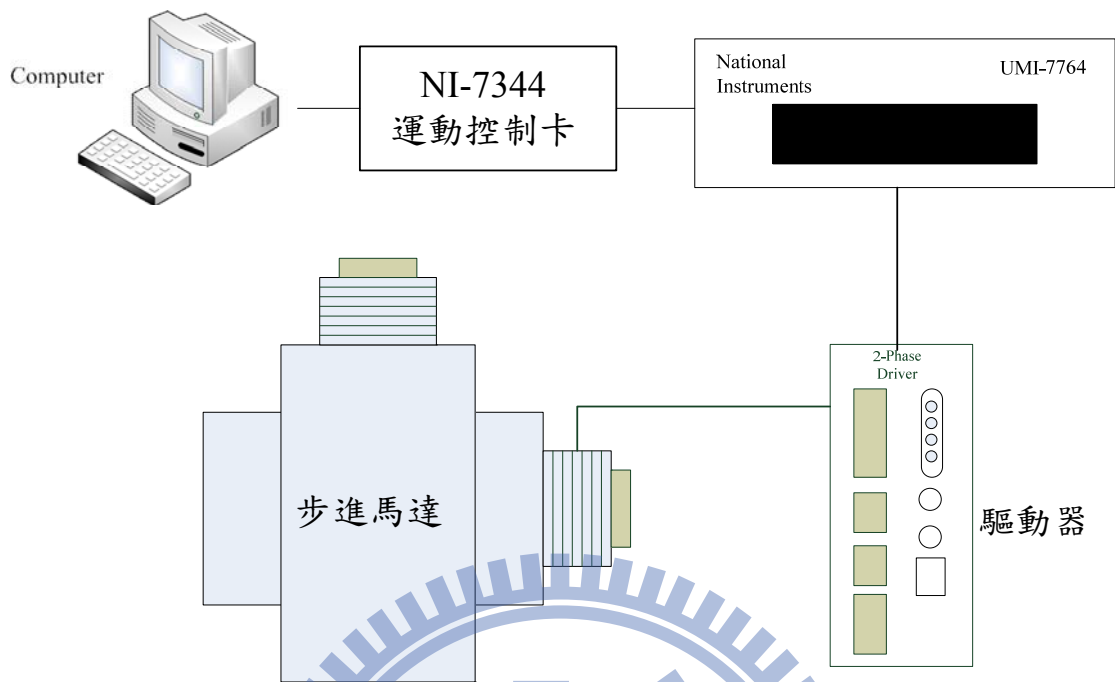 Computer
NI-7344
運動控制卡
National
Instruments
UMI-7764
2-Phase
Driver
步進馬達
驅動器